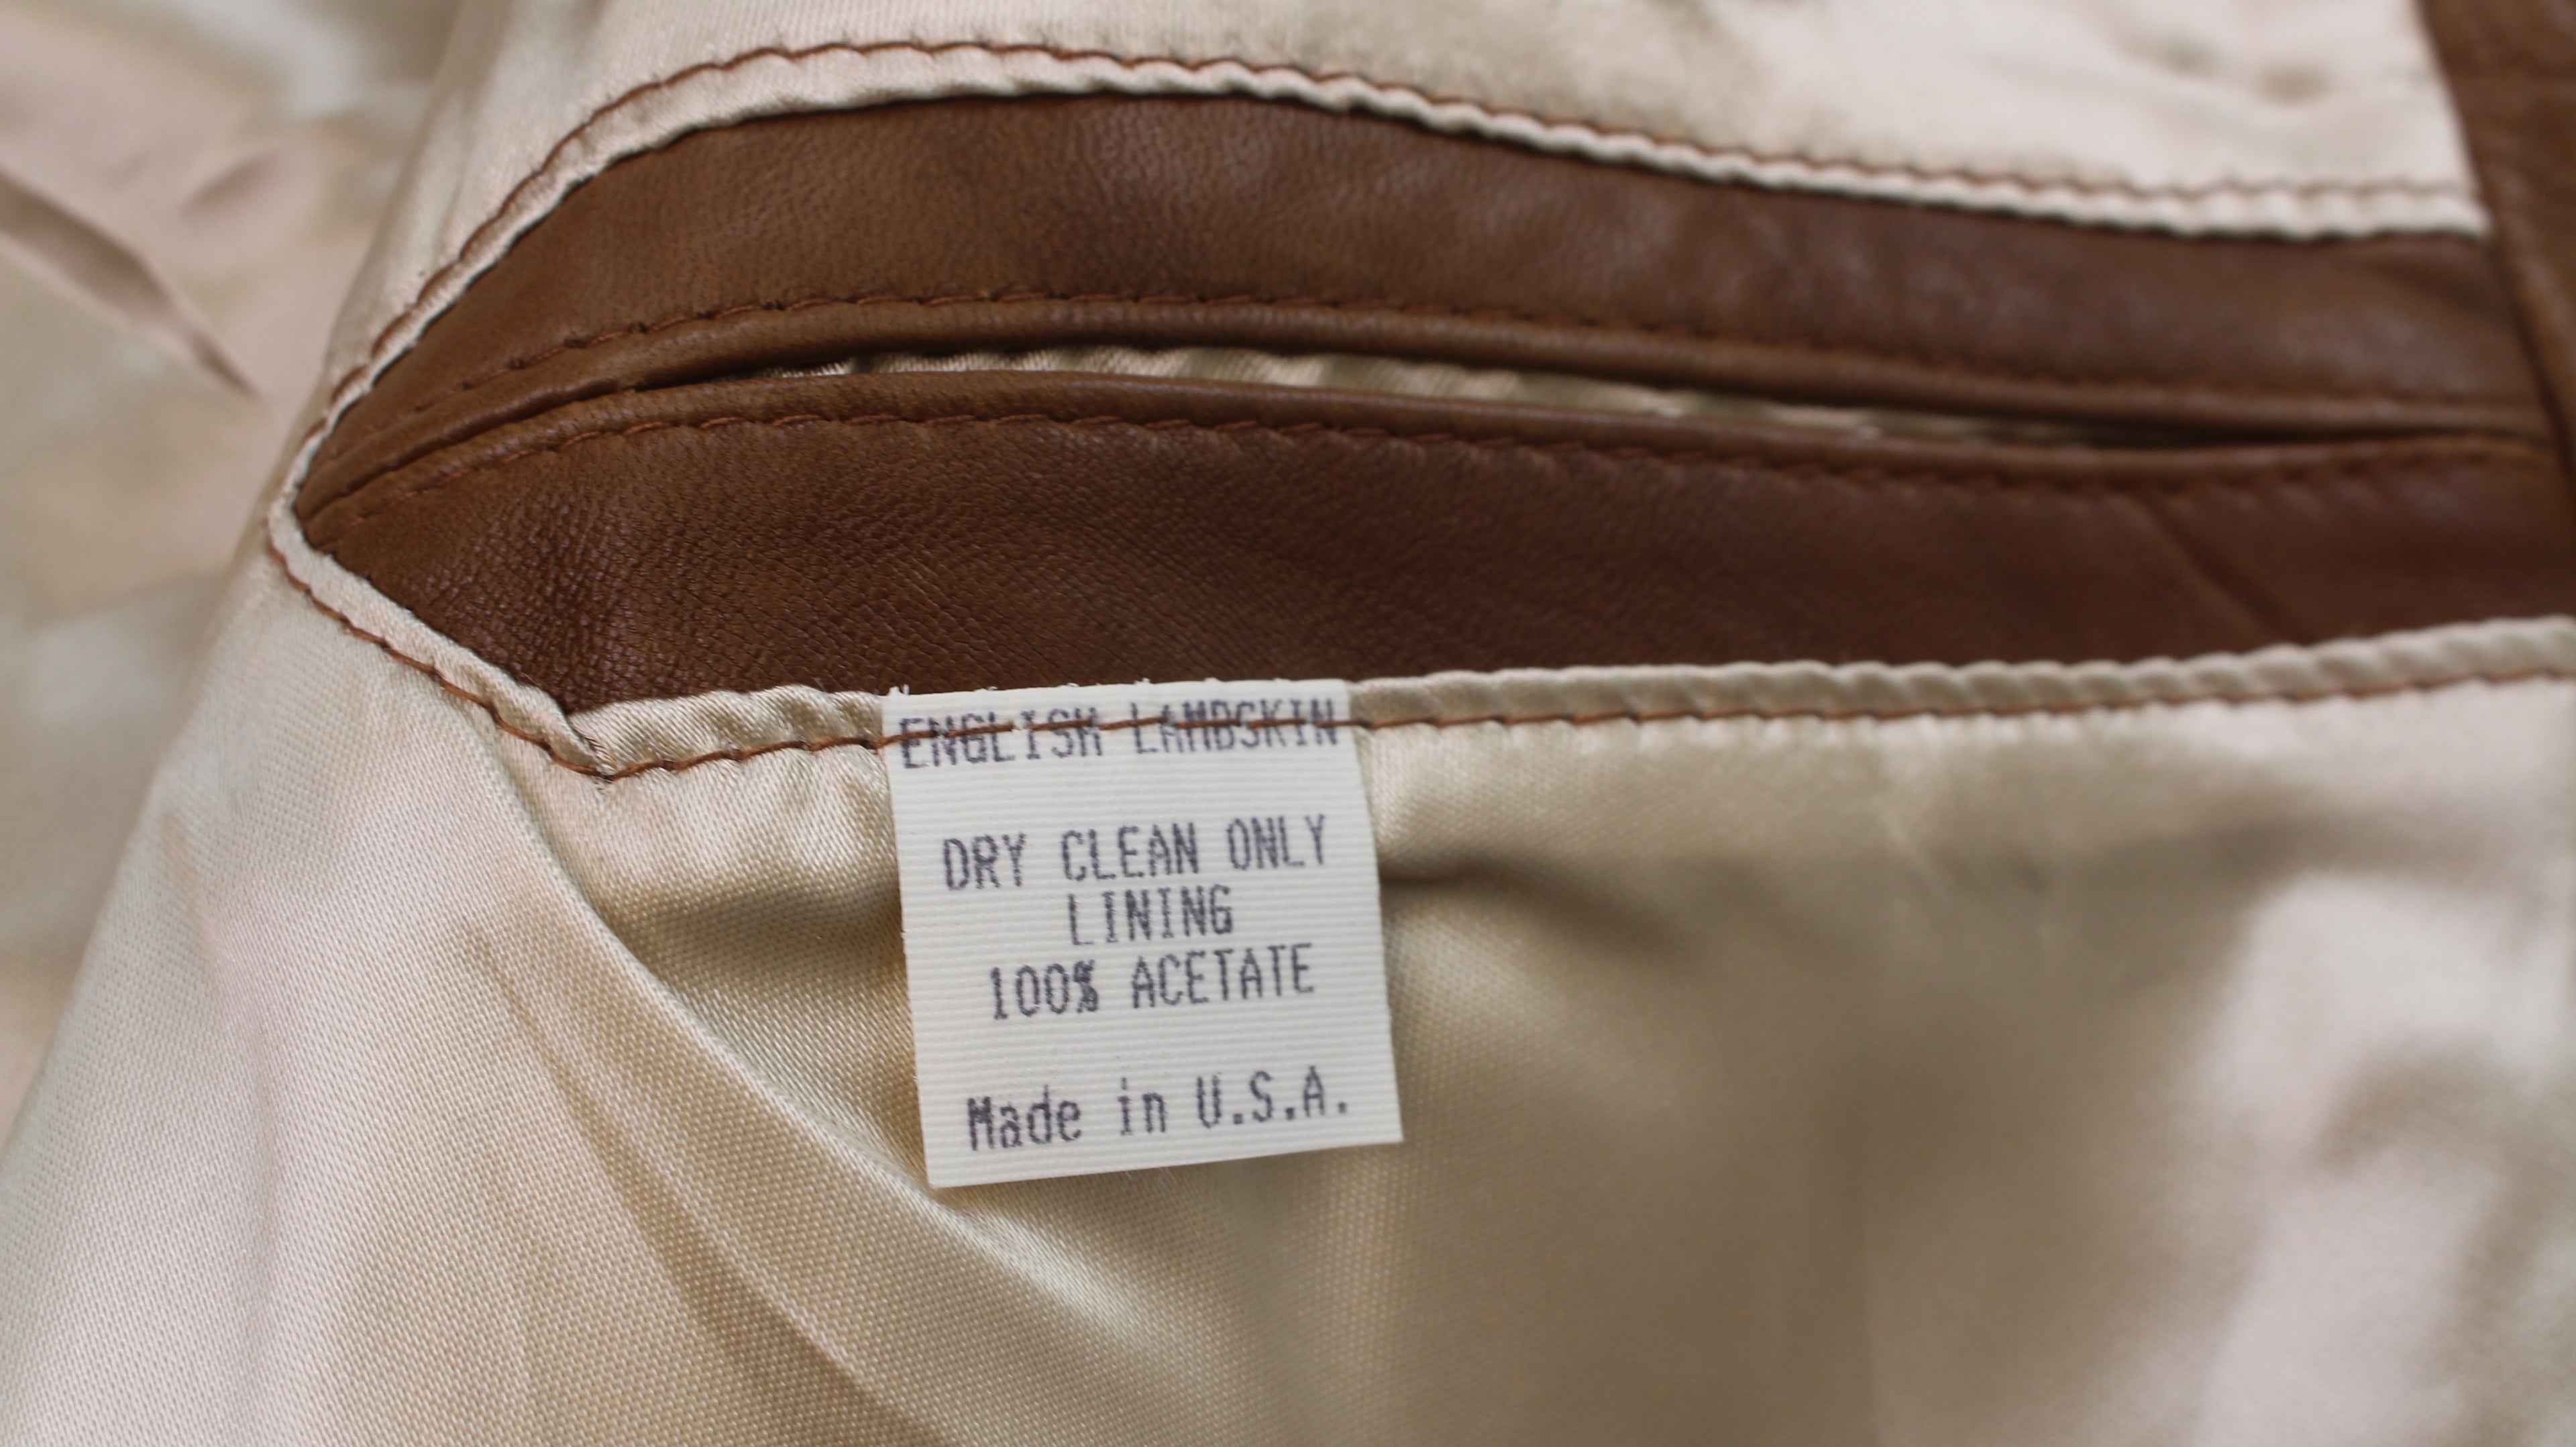 ENGLISH LAMBSKIN
DRY CLEAN ONLY
LINING
100% ACETATE
Made in U.S.A.